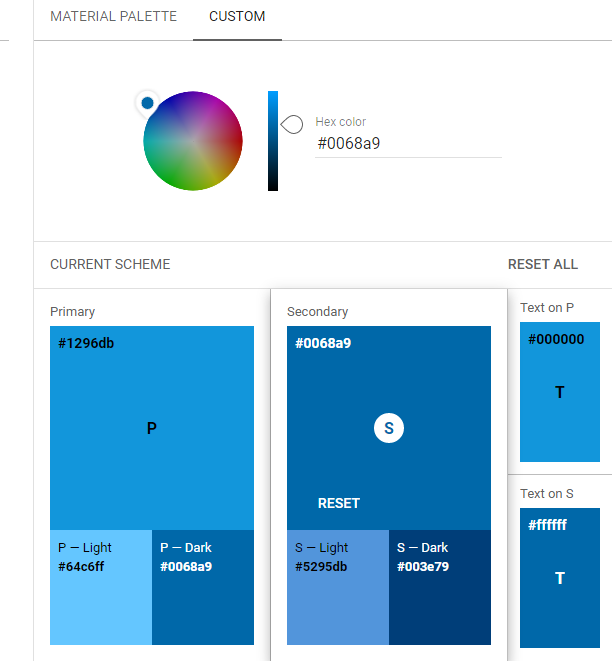 MATERIAL PALETTE CUSTOM
Hex color
#0068a9
CURRENT SCHEME RESET ALL
Primary
#1296db
P
P — Light
#64c6ff
P — Dark
#0068a9
Secondary
#0068a9
S
RESET
S — Light
#5295db
S — Dark
#003e79
Text on P
#000000
T
Text on S
#ffffff
T